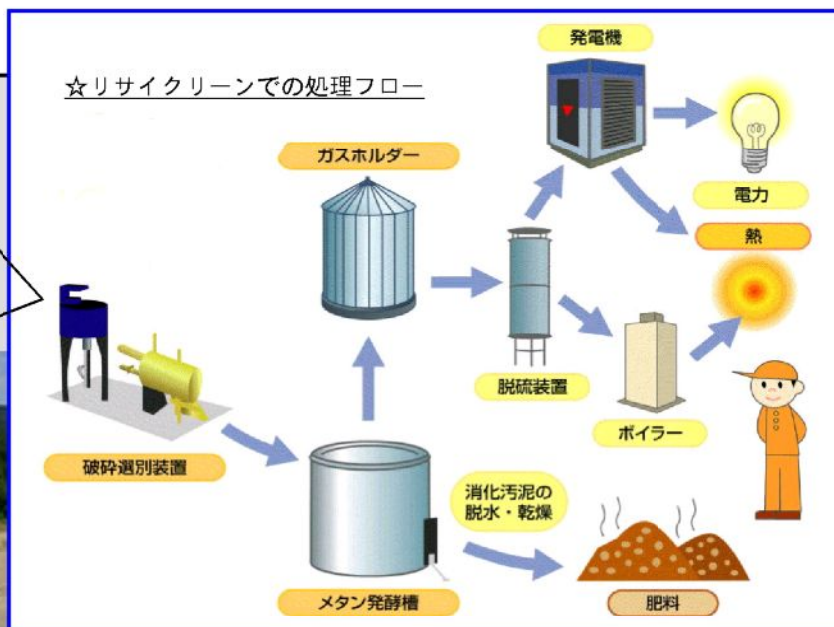 ☆リサイクリーンでの処理フロー
発電機
ガスホルダー
電力
熱
脱硫装置
ボイラー
破砕選別装置
消化汚泥の
脱水・乾燥
メタン発酵槽
肥料